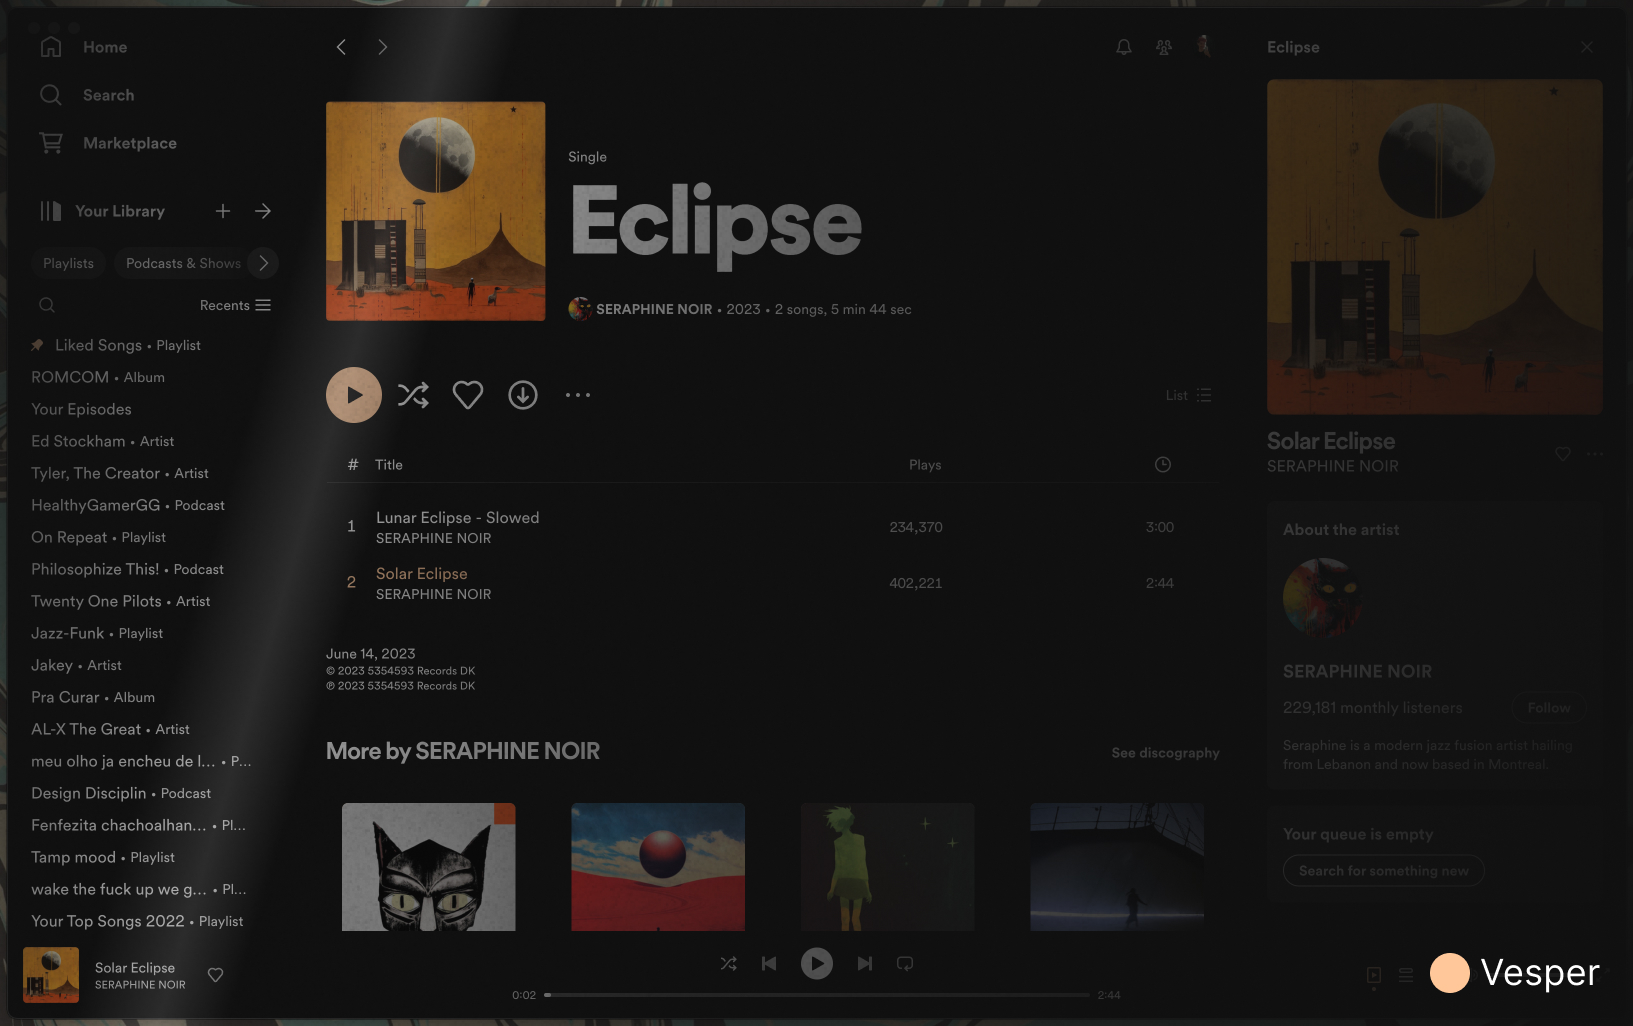 Home
Search
Marketplace
Your Library
Playlists
Podcasts & Shows
Recents
Liked Songs • Playlist
ROMCOM • Album
Your Episodes
Ed Stockham • Artist
Tyler, The Creator • Artist
HealthyGamerGG • Podcast
On Repeat • Playlist
Philosophize This! • Podcast
Twenty One Pilots • Artist
Jazz-Funk • Playlist
Jakey • Artist
Pra Curar • Album
AL-X The Great • Artist
meu olho ja encheu de l... • P...
Design Disciplin • Podcast
Fenfezita chachoalhan... • Pl...
Tamp mood • Playlist
wake the fuck up we g... • Pl...
Your Top Songs 2022 • Playlist
Single
Eclipse
SERAPHINE NOIR • 2023 • 2 songs, 5 min 44 sec
List
# Title Plays
1 Lunar Eclipse - Slowed 234,370 3:00
SERAPHINE NOIR
2 Solar Eclipse 402,221 2:44
SERAPHINE NOIR
June 14, 2023
© 2023 5354593 Records DK
℗ 2023 5354593 Records DK
More by SERAPHINE NOIR
See discography
Eclipse
Solar Eclipse
SERAPHINE NOIR
About the artist
SERAPHINE NOIR
229,181 monthly listeners
Follow
Seraphine is a modern jazz fusion artist hailing
from Lebanon and now based in Montreal.
Your queue is empty
Search for something new
Solar Eclipse
SERAPHINE NOIR
0:02
2:44
Vesper